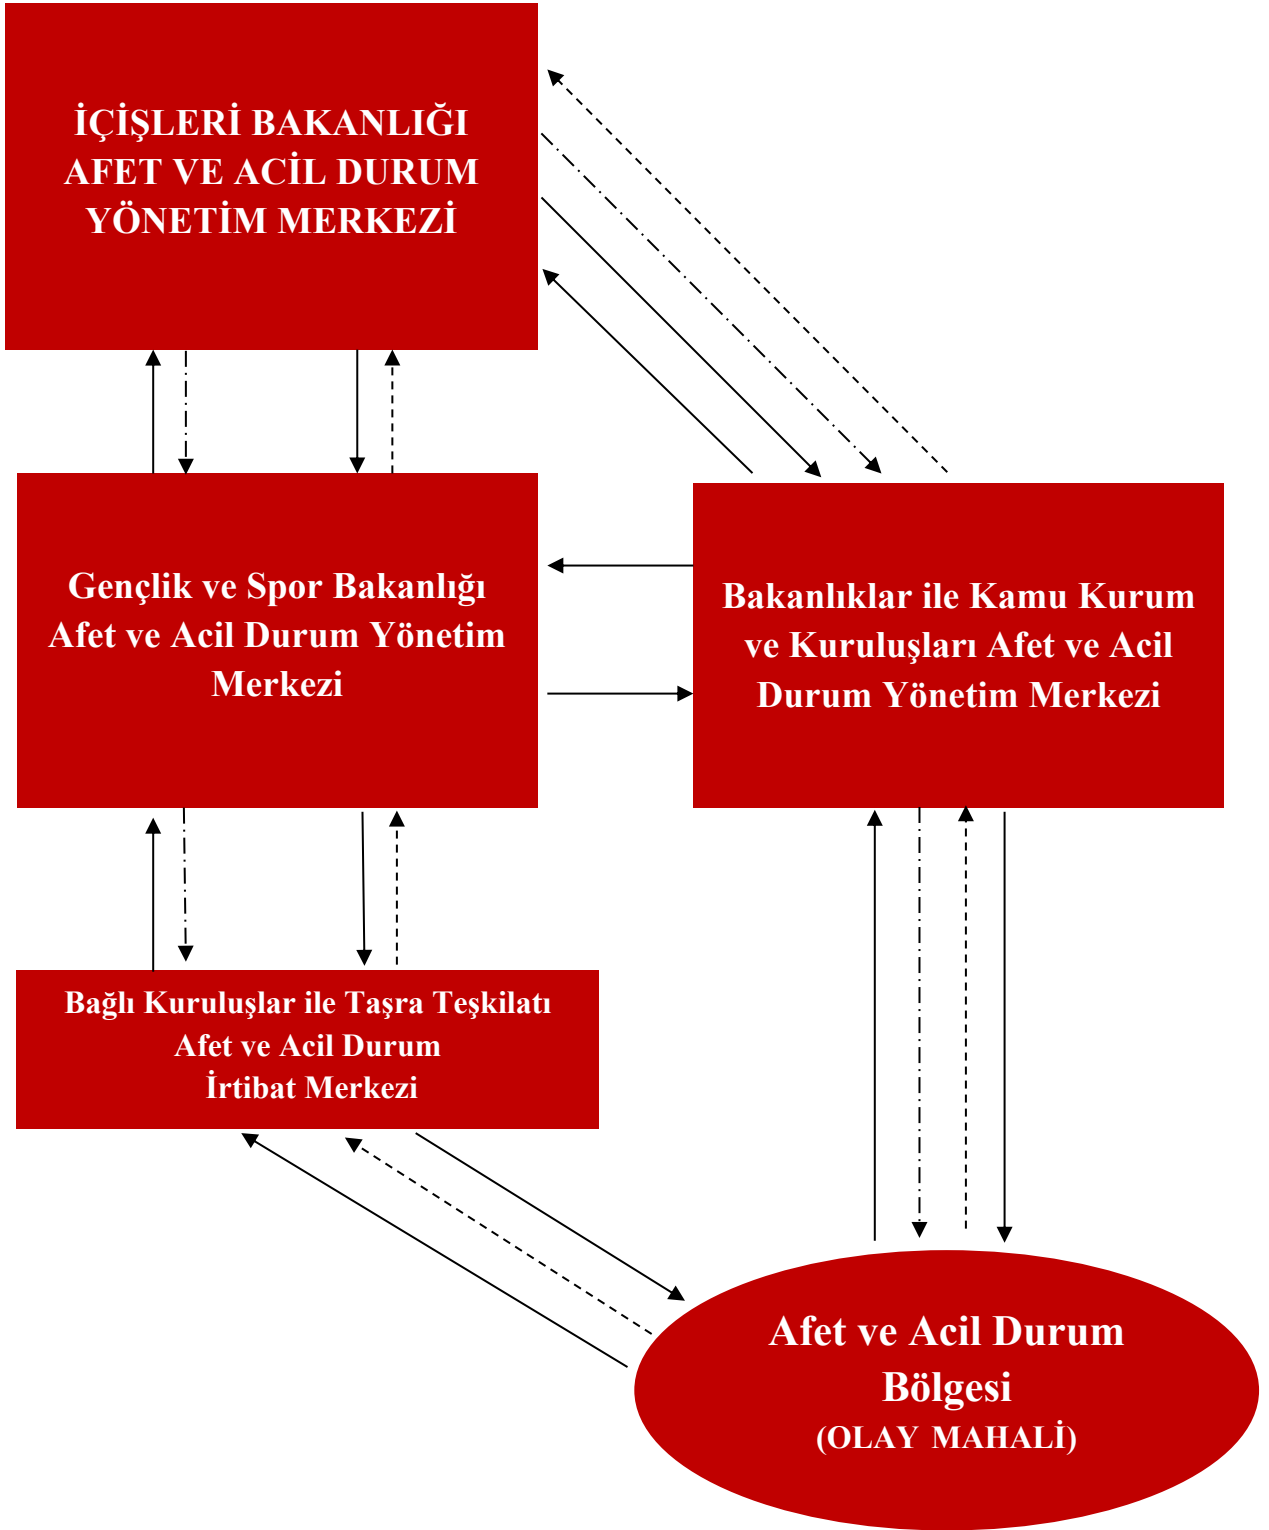 İÇİŞLERİ BAKANLIĞI
AFET VE ACİL DURUM
YÖNETİM MERKEZİ
Gençlik ve Spor Bakanlığı
Afet ve Acil Durum Yönetim
Merkezi
Bakanlıklar ile Kamu Kurum
ve Kuruluşları Afet ve Acil
Durum Yönetim Merkezi
Bağlı Kuruluşlar ile Taşra Teşkilatı
Afet ve Acil Durum
İrtibat Merkezi
Afet ve Acil Durum
Bölgesi
(OLAY MAHALİ)